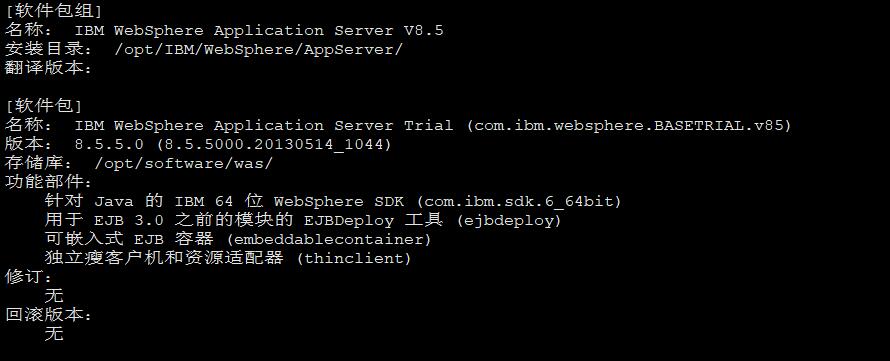 [软件包组]
名称： IBM WebSphere Application Server V8.5
安装目录： /opt/IBM/WebSphere/AppServer/
翻译版本：
[软件包]
名称： IBM WebSphere Application Server Trial (com.ibm.websphere.BASETRIAL.v85)
版本： 8.5.5.0 (8.5.5000.20130514_1044)
存储库： /opt/software/was/
功能部件：
针对 Java 的 IBM 64 位 WebSphere SDK (com.ibm.sdk.6_64bit)
用于 EJB 3.0 之前的模块的 EJBDeploy 工具 (ejbdeploy)
可嵌入式 EJB 容器 (embeddablecontainer)
独立瘦客户机和资源适配器 (thinclient)
修订：
无
回滚版本：
无